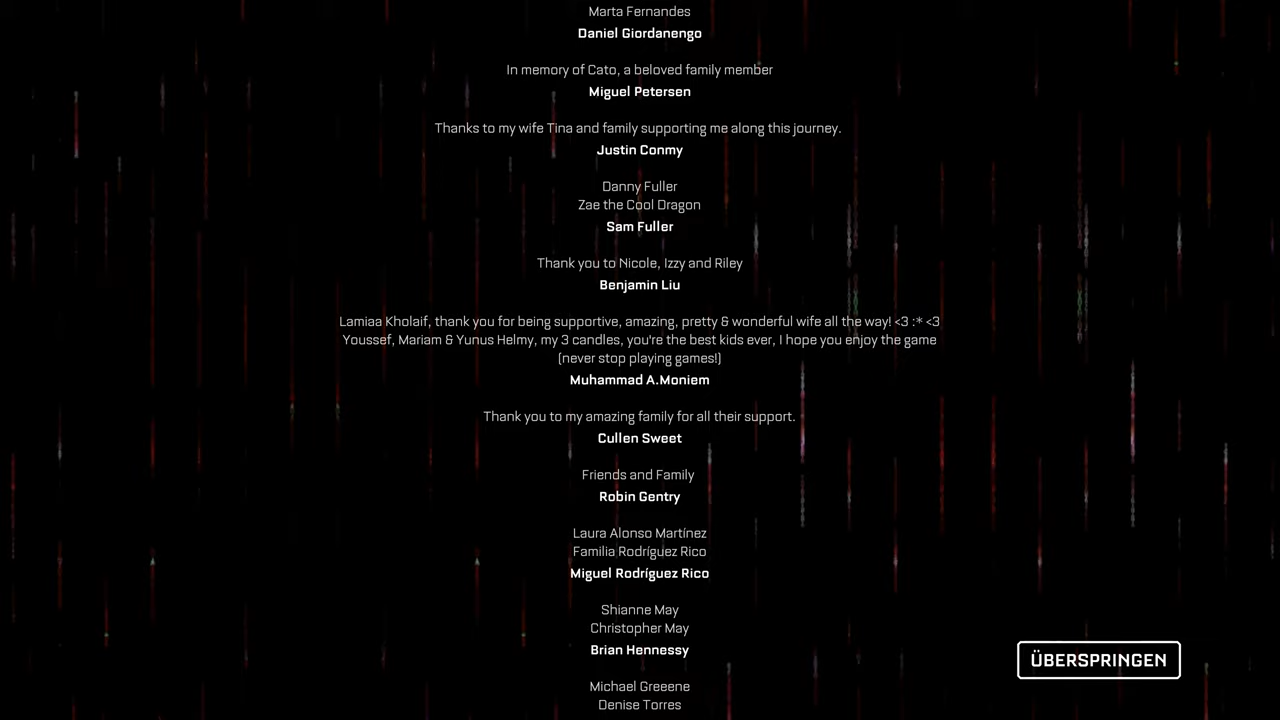 Marta Fernandes
Daniel Giordanengo
In memory of Cato, a beloved family member
Miguel Petersen
Thanks to my wife Tina and family supporting me along this journey.
Justin Conmy
Danny Fuller
Zae the Cool Dragon
Sam Fuller
Thank you to Nicole, Izzy and Riley
Benjamin Liu
Lamiaa Kholaif, thank you for being supportive, amazing, pretty & wonderful wife all the way! <3 :* <3
Youssef, Mariam & Yunus Helmy, my 3 candles, you're the best kids ever, I hope you enjoy the game
(never stop playing games!)
Muhammad A.Moniem
Thank you to my amazing family for all their support.
Cullen Sweet
Friends and Family
Robin Gentry
Laura Alonso Martínez
Familia Rodríguez Rico
Miguel Rodríguez Rico
Shianne May
Christopher May
Brian Hennessy
ÜBERSPRINGEN
Michael Greeene
Denise Torres